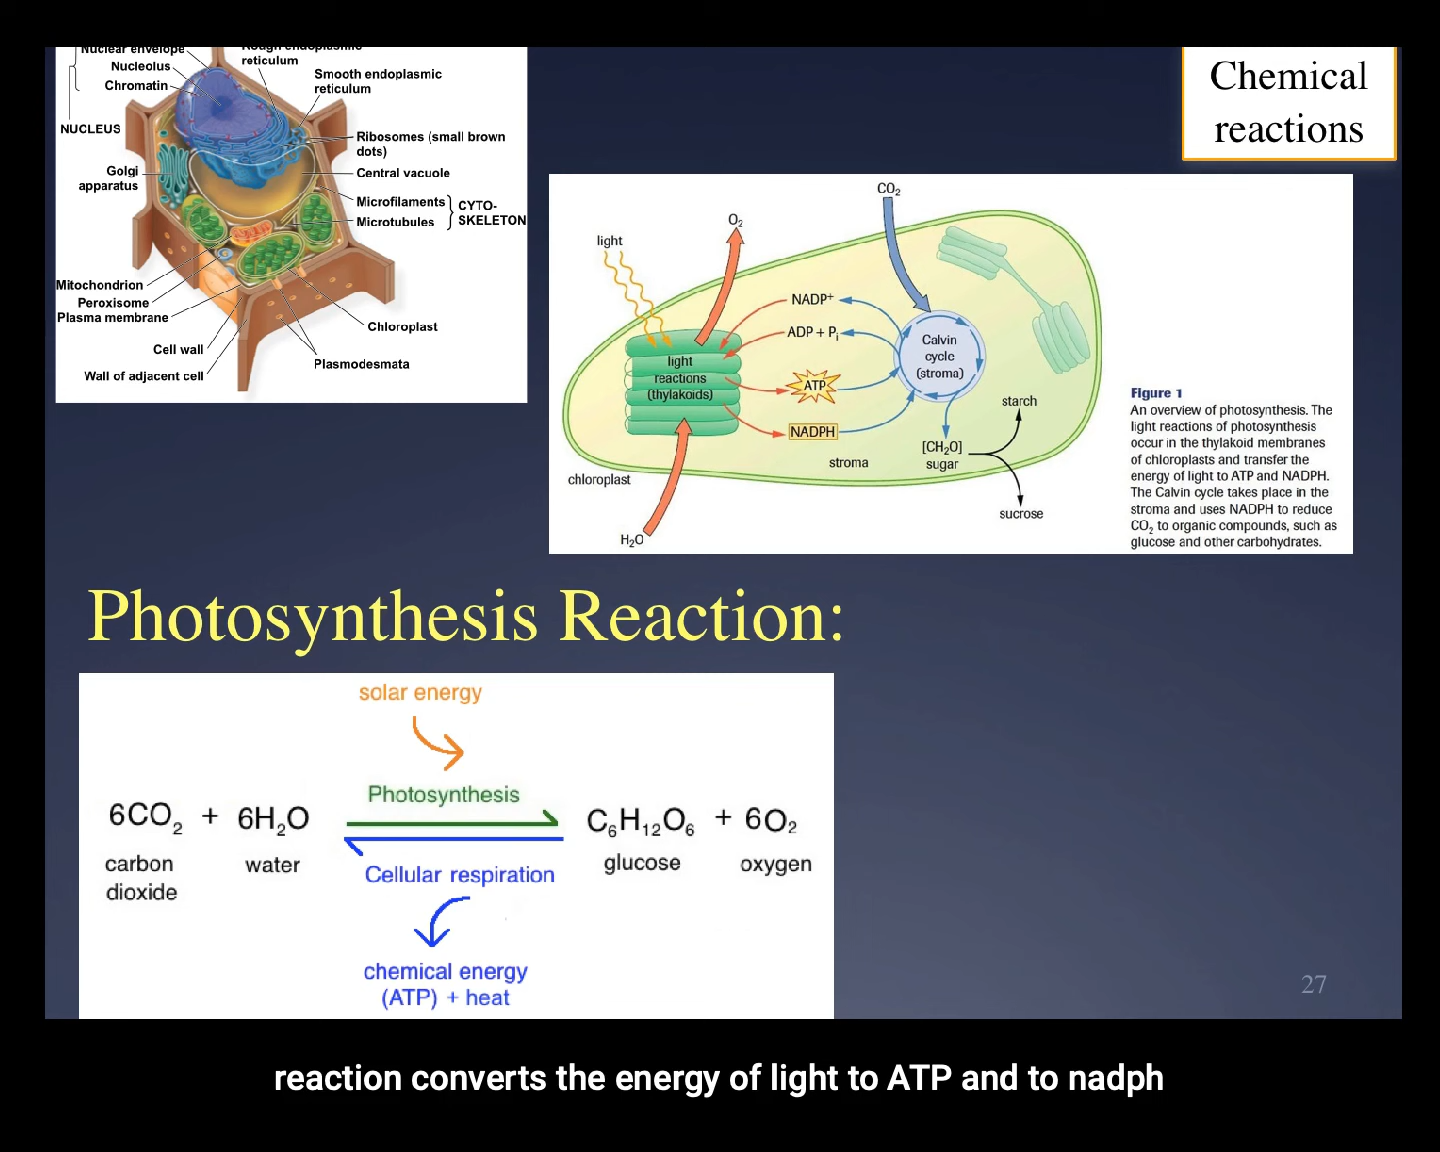 Nuclear envelope
Nucleolus
Chromatin
NUCLEUS
Golgi
apparatus
Rough endoplasmic
reticulum
Smooth endoplasmic
reticulum
Ribosomes (small brown
dots)
Central vacuole
Microfilaments
Microtubules
CYTO-
SKELETON
Mitochondrion
Peroxisome
Plasma membrane
Cell wall
Wall of adjacent cell
Chloroplast
Plasmodesmata
Chemical
reactions
CO2
O2
light
NADP+
ADP + Pi
light
reactions
(thylakoids)
ATP
NADPH
Calvin
cycle
(stroma)
starch
[CH2O]
sugar
stroma
chloroplast
sucrose
H2O
Figure 1
An overview of photosynthesis. The
light reactions of photosynthesis
occur in the thylakoid membranes
of chloroplasts and transfer the
energy of light to ATP and NADPH.
The Calvin cycle takes place in the
stroma and uses NADPH to reduce
CO2 to organic compounds, such as
glucose and other carbohydrates.
Photosynthesis Reaction:
solar energy
Photosynthesis
6CO2 + 6H2O
C6H12O6 + 6O2
carbon
dioxide
water
glucose
oxygen
Cellular respiration
chemical energy
(ATP) + heat
27
reaction converts the energy of light to ATP and to nadph